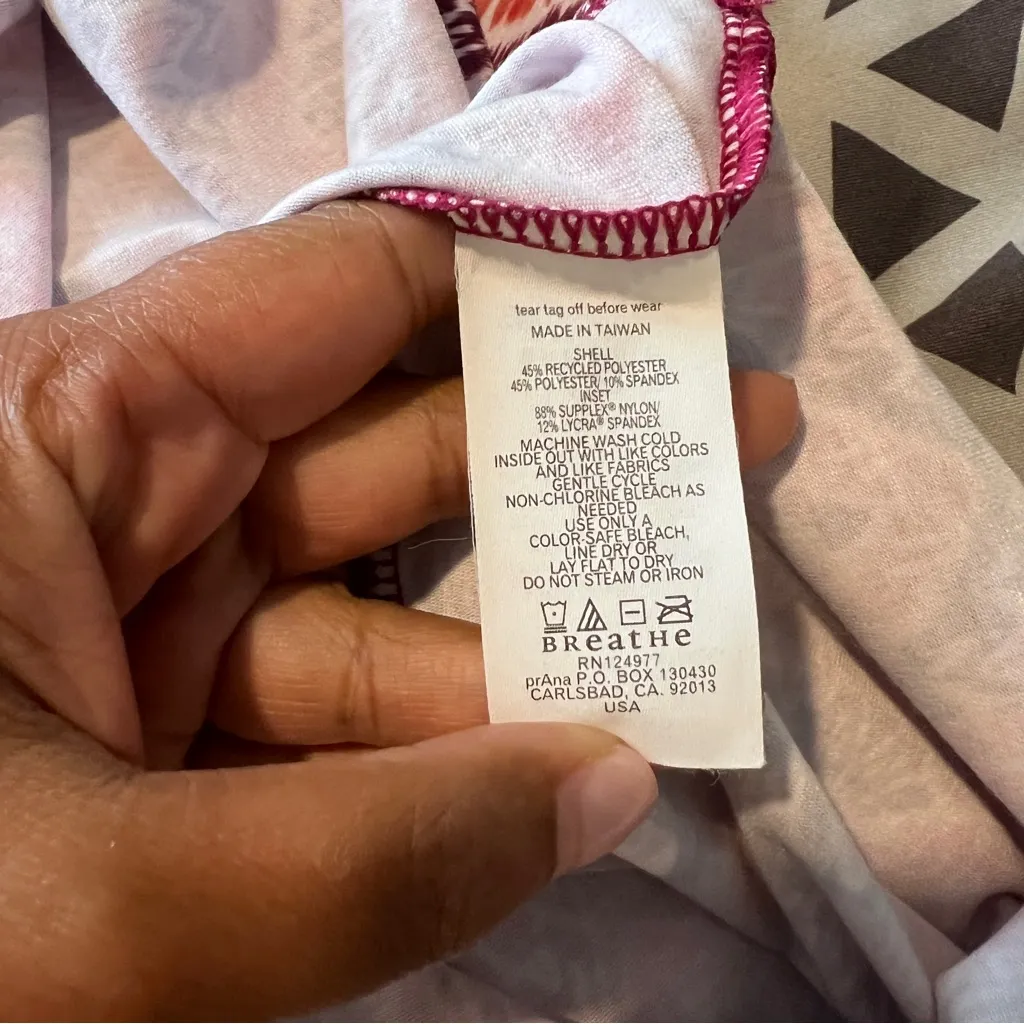 tear tag off before wear
MADE IN TAIWAN
SHELL
45% RECYCLED POLYESTER
45% POLYESTER/ 10% SPANDEX
INSET
88% SUPPLEX® NYLON/
12% LYCRA® SPANDEX
MACHINE WASH COLD
INSIDE OUT WITH LIKE COLORS
AND LIKE FABRICS
GENTLE CYCLE
NON-CHLORINE BLEACH AS
NEEDED
USE ONLY A
COLOR-SAFE BLEACH,
LINE DRY OR
LAY FLAT TO DRY
DO NOT STEAM OR IRON
BReatHe
RN124977
prAna P.O. BOX 130430
CARLSBAD, CA. 92013
USA